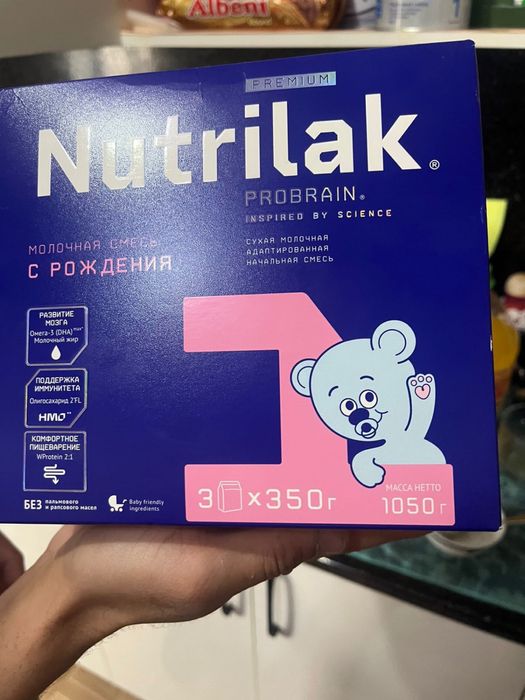 Albeni
PREMIUM
Nutrilak®
PROBRAIN®
INSPIRED BY SCIENCE
МОЛОЧНАЯ СМЕСЬ
С РОЖДЕНИЯ
СУХАЯ МОЛОЧНАЯ
АДАПТИРОВАННАЯ
НАЧАЛЬНАЯ СМЕСЬ
РАЗВИТИЕ
МОЗГА
Омега-3 (DHA)max*
Молочный жир
ПОДДЕРЖКА
ИММУНИТЕТА
Олигосахарид 2'FL
HMO**
КОМФОРТНОЕ
ПИЩЕВАРЕНИЕ
WProtein 2:1
БЕЗ пальмового
и рапсового масел
Baby friendly
ingredients
1
3 x 350г
МАССА НЕТТО
1050 г